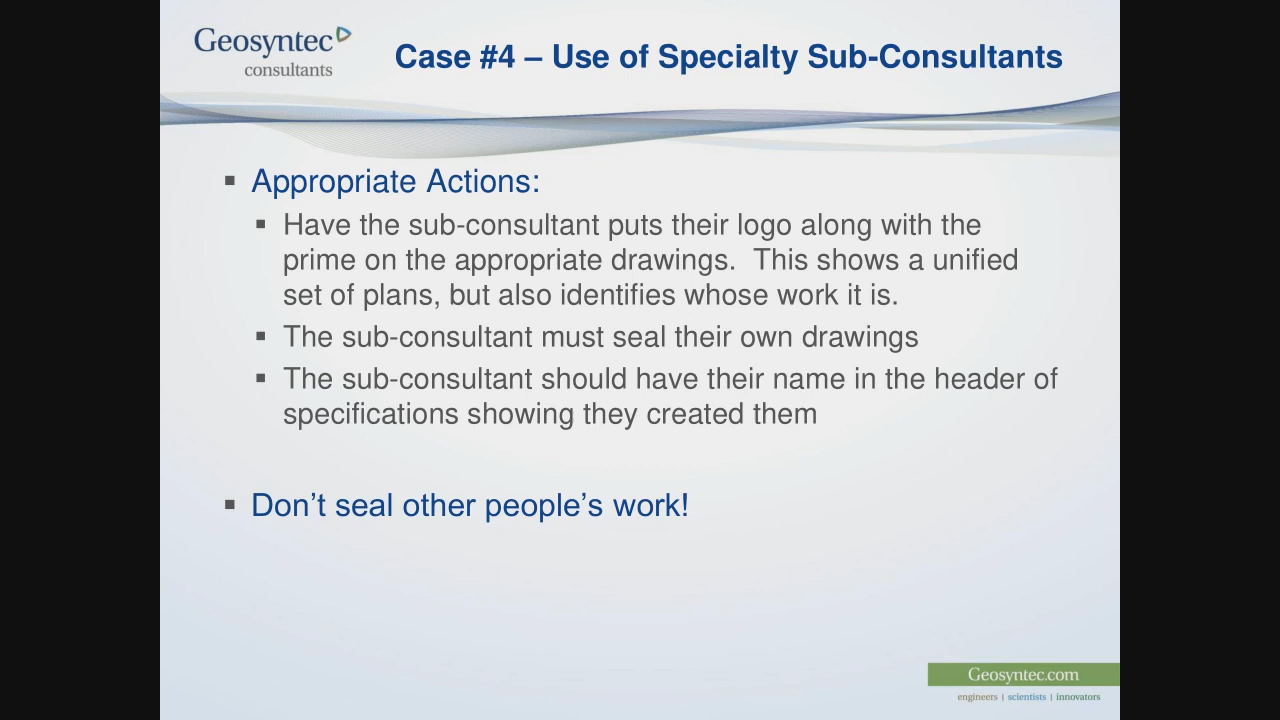 Geosyntec
consultants
Case #4 – Use of Specialty Sub-Consultants
▪ Appropriate Actions:
▪ Have the sub-consultant puts their logo along with the
prime on the appropriate drawings.  This shows a unified
set of plans, but also identifies whose work it is.
▪ The sub-consultant must seal their own drawings
▪ The sub-consultant should have their name in the header of
specifications showing they created them
▪ Don’t seal other people’s work!
Geosyntec.com
engineers | scientists | innovators